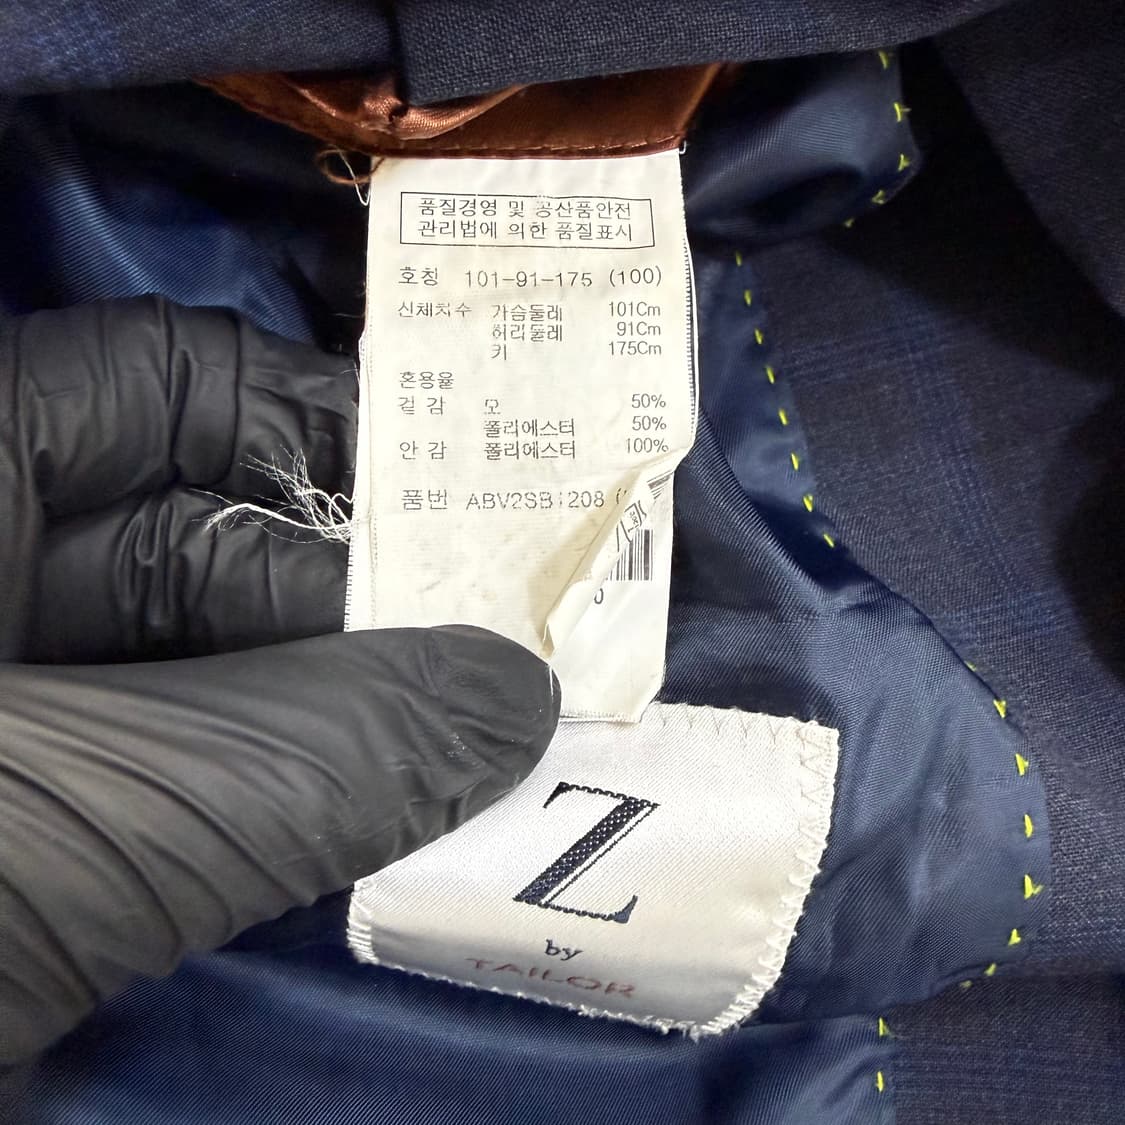 품질경영 및 공산품안전
관리법에 의한 품질표시
호칭 101-91-175 (100)
신체치수 가슴둘레 101Cm
허리둘레 91Cm
키 175Cm
혼용율
겉 감 모 50%
폴리에스터 50%
안 감 폴리에스터 100%
품번 ABV2SB1208
Z
by
TAILOR